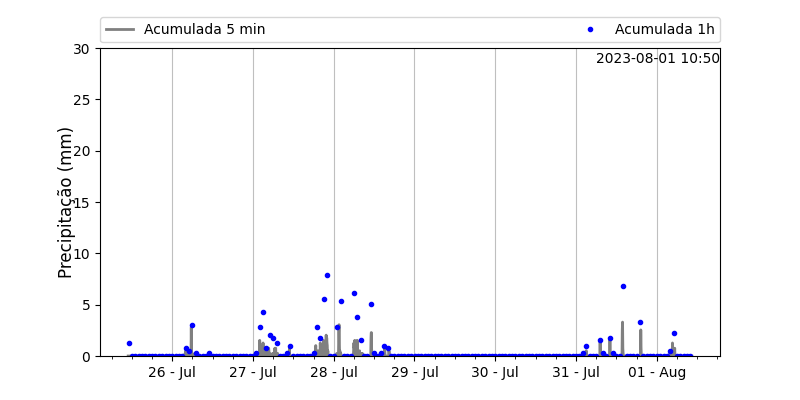 Acumulada 5 min
Acumulada 1h
2023-08-01 10:50
Precipitação (mm)
30
25
20
15
10
5
0
26 - Jul
27 - Jul
28 - Jul
29 - Jul
30 - Jul
31 - Jul
01 - Aug